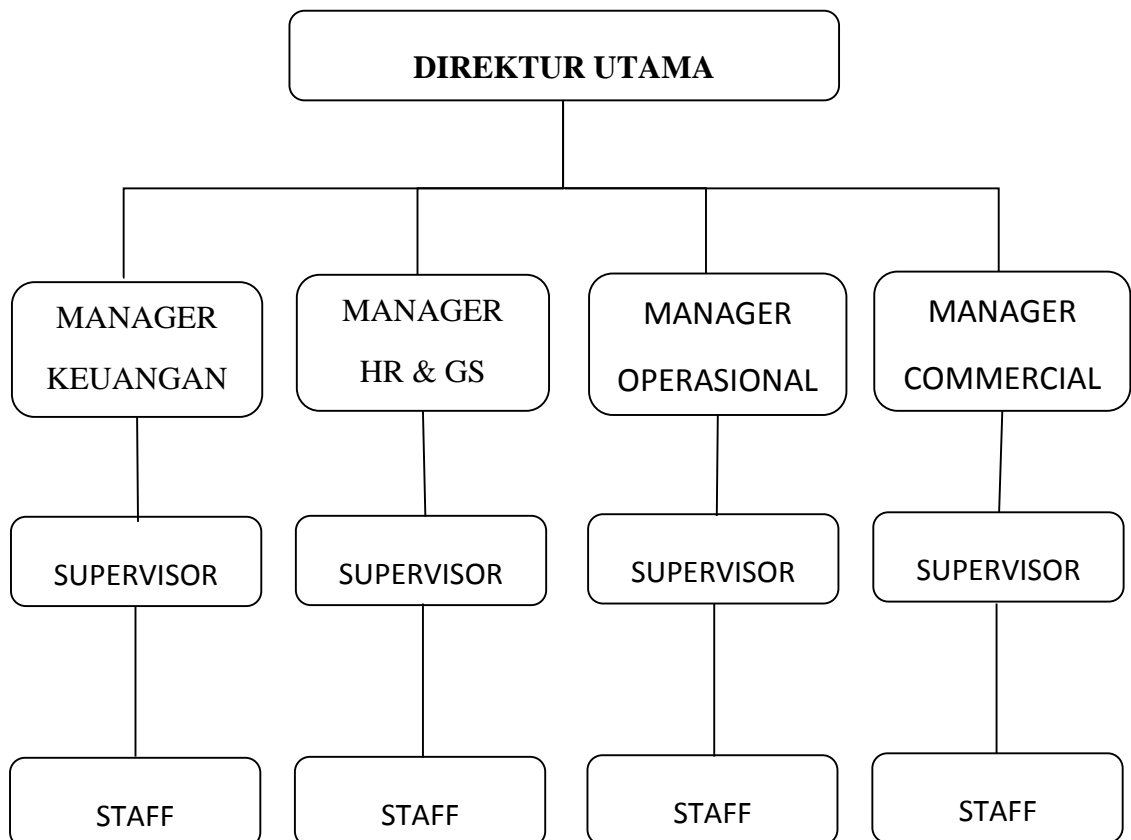 DIREKTUR UTAMA
MANAGER
KEUANGAN
MANAGER
HR & GS
MANAGER
OPERASIONAL
MANAGER
COMMERCIAL
SUPERVISOR
SUPERVISOR
SUPERVISOR
SUPERVISOR
STAFF
STAFF
STAFF
STAFF